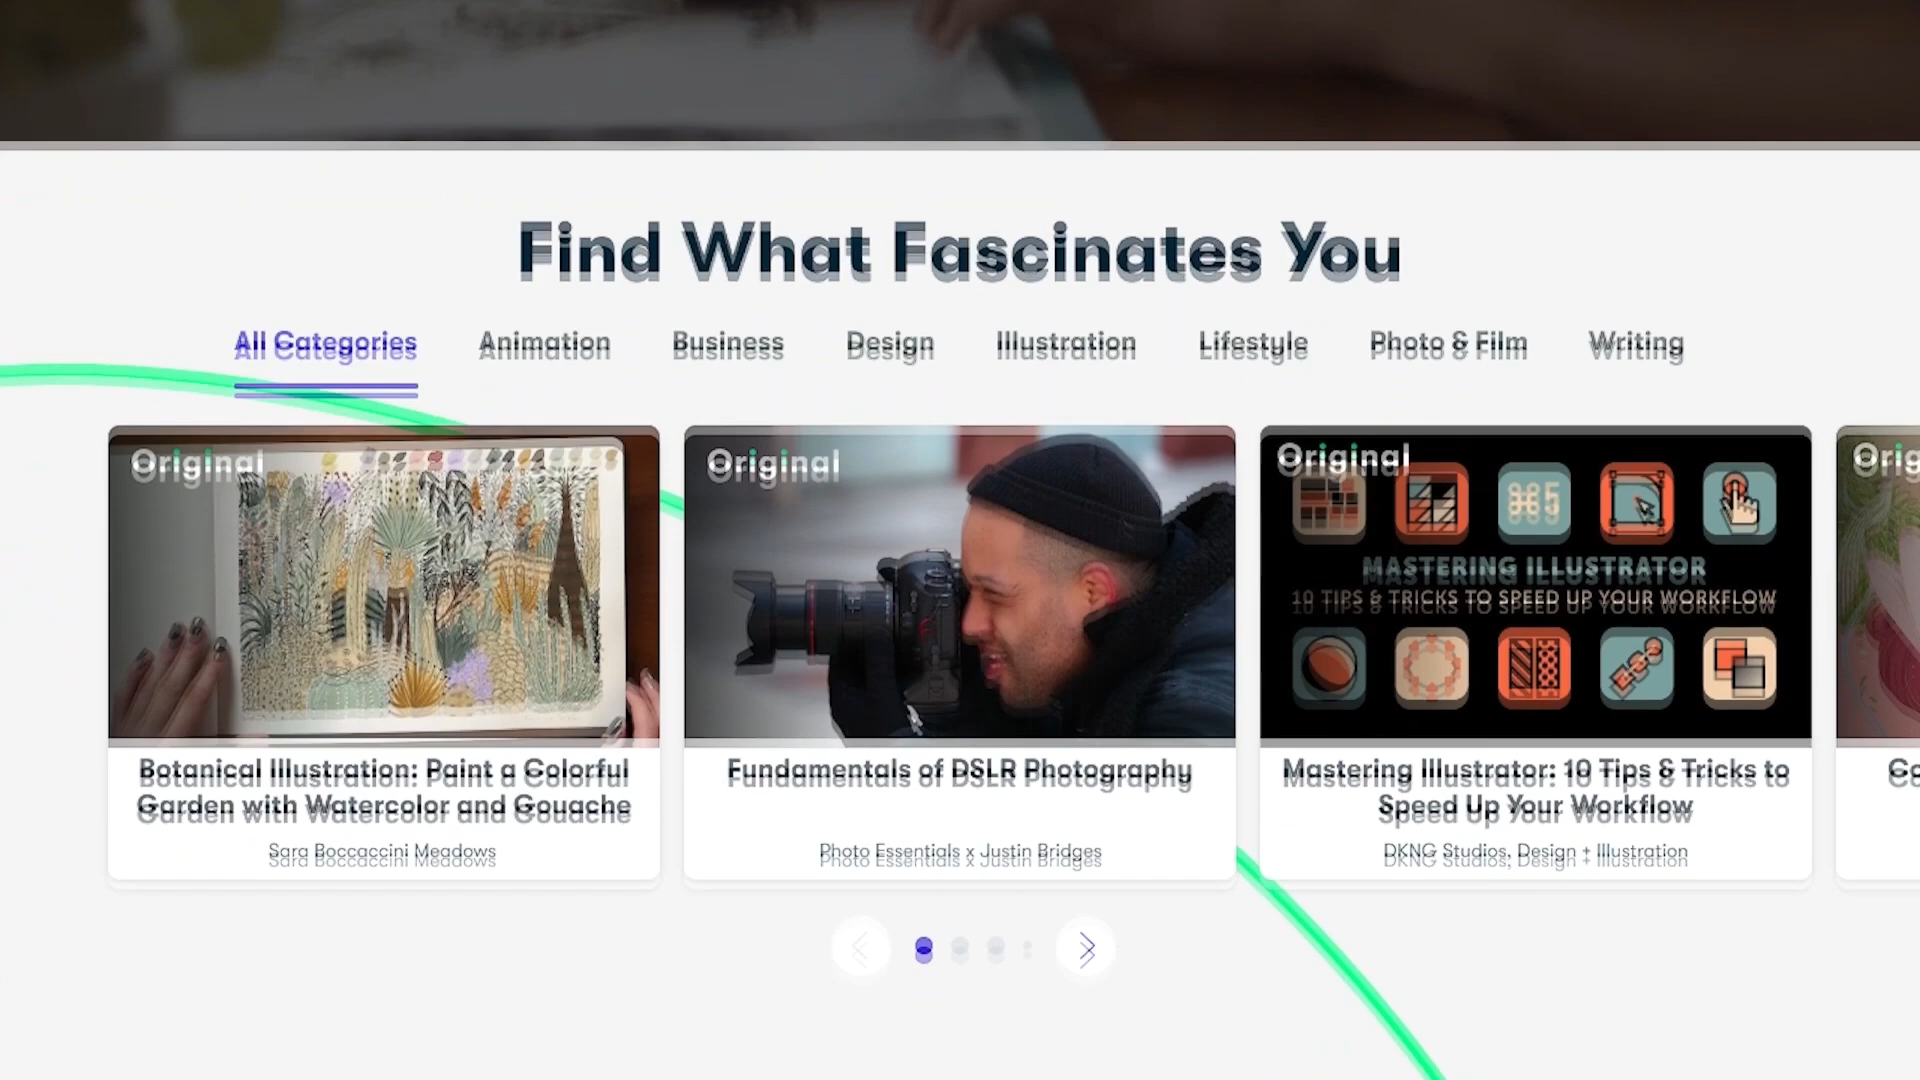 Find What Fascinates You
All Categories Animation Business Design Illustration Lifestyle Photo & Film Writing
Original
Original
Original
⌘5
MASTERING ILLUSTRATOR
10 TIPS & TRICKS TO SPEED UP YOUR WORKFLOW
Botanical Illustration: Paint a Colorful
Garden with Watercolor and Gouache
Sara Boccaccini Meadows
Fundamentals of DSLR Photography
Photo Essentials x Justin Bridges
Mastering Illustrator: 10 Tips & Tricks to
Speed Up Your Workflow
DKNG Studios, Design + Illustration